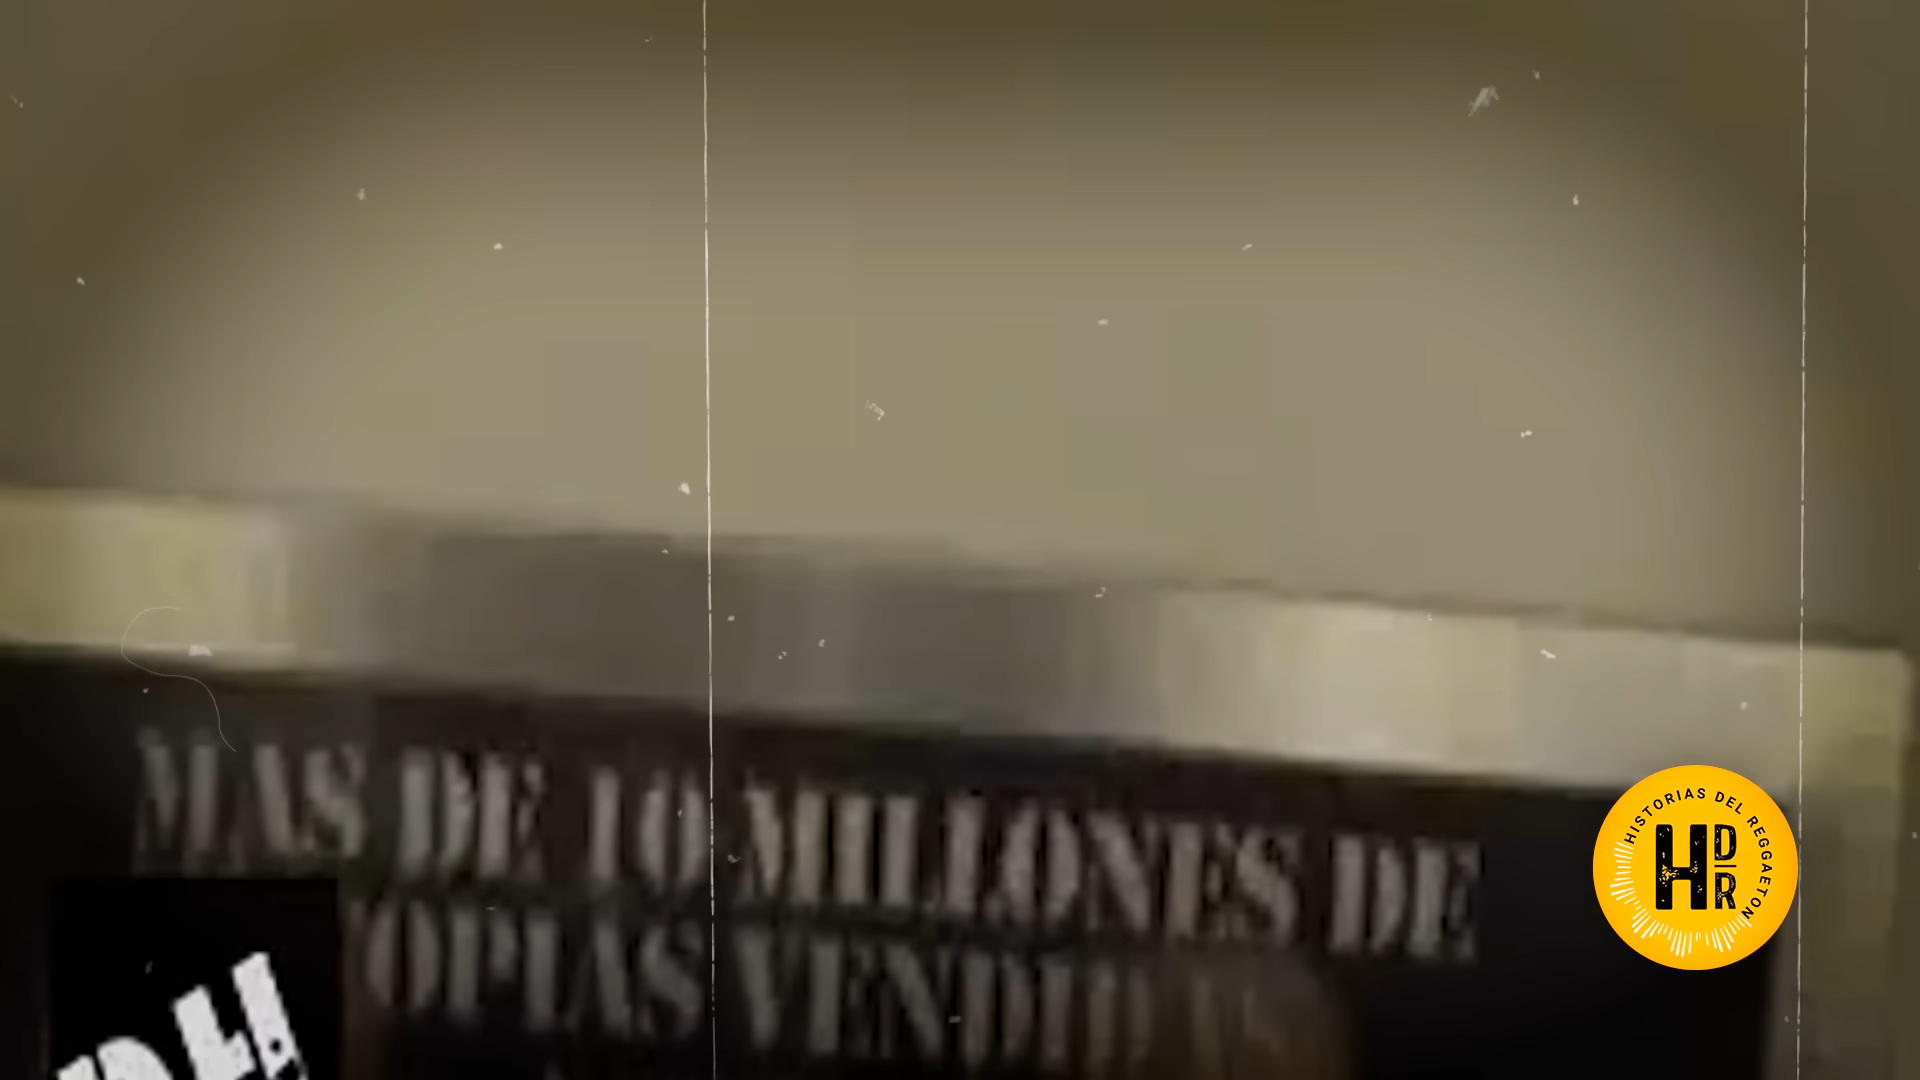 MAS DE 10 MILLONES DE
OPIAS VENDIDAS
HISTORIAS DEL REGGAETON
HDR